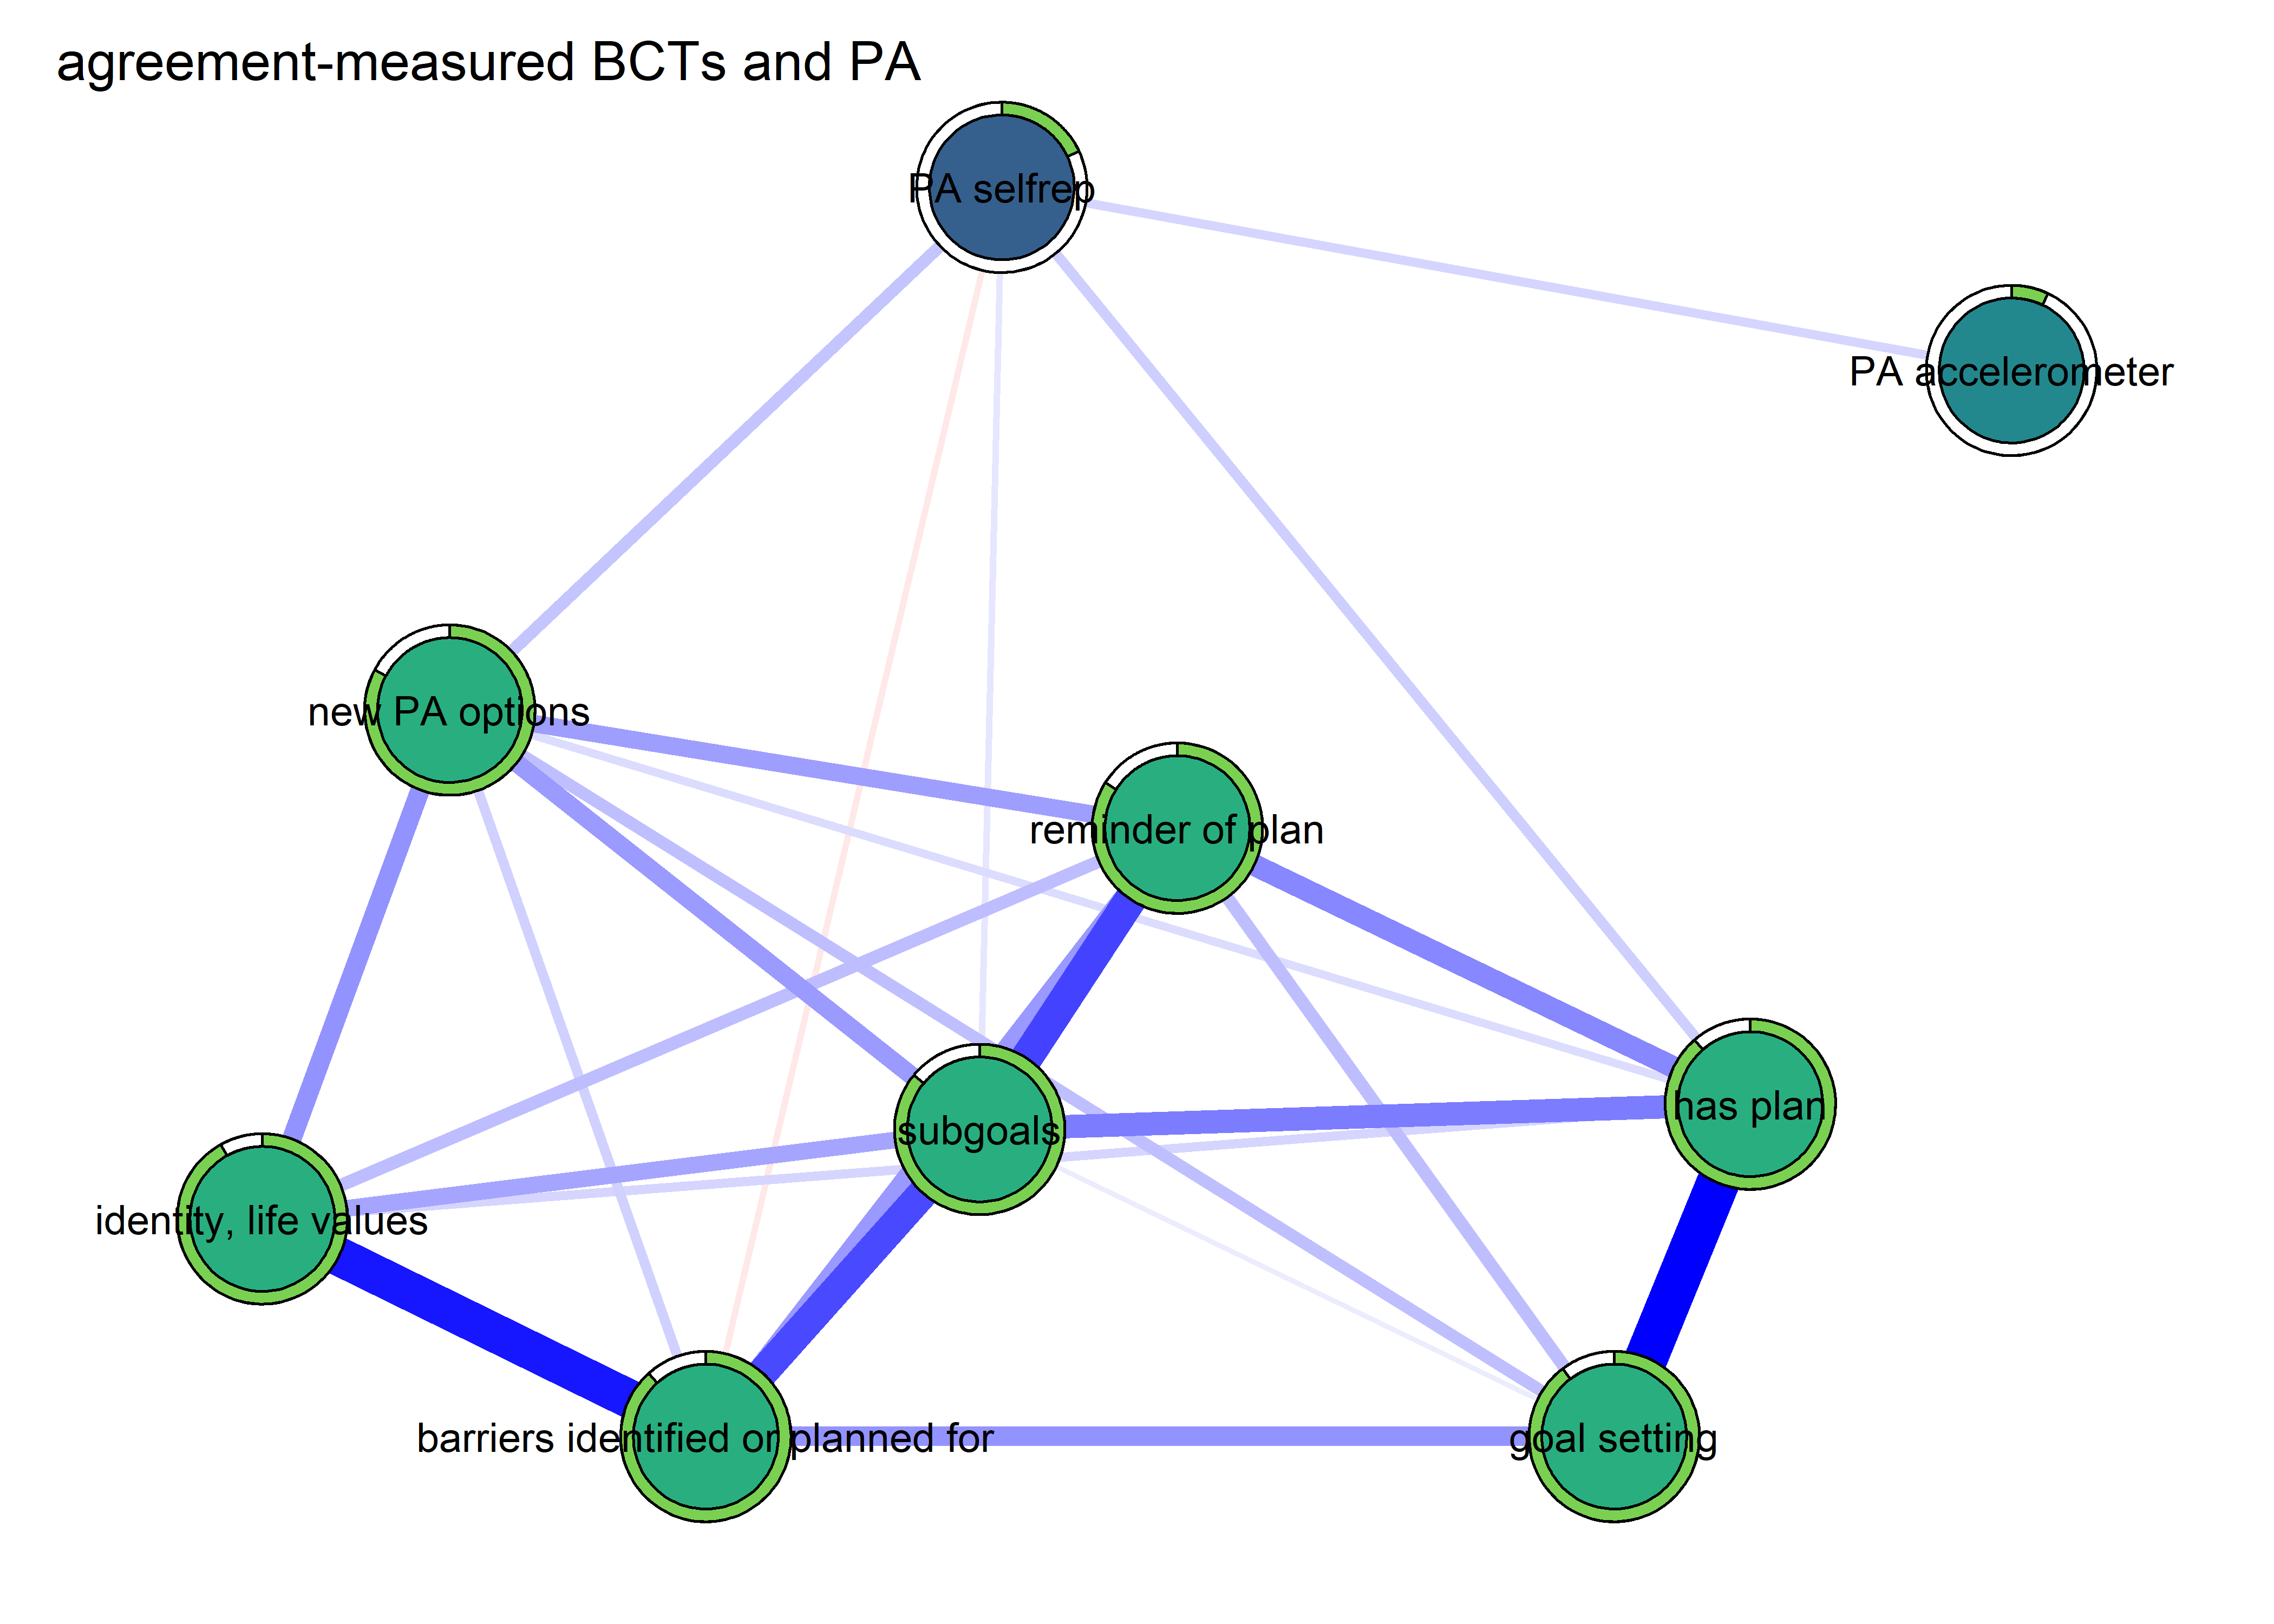 agreement-measured BCTs and PA
PA selfrep
PA accelerometer
new PA options
reminder of plan
has plan
subgoals
identity, life values
barriers identified or planned for
goal setting